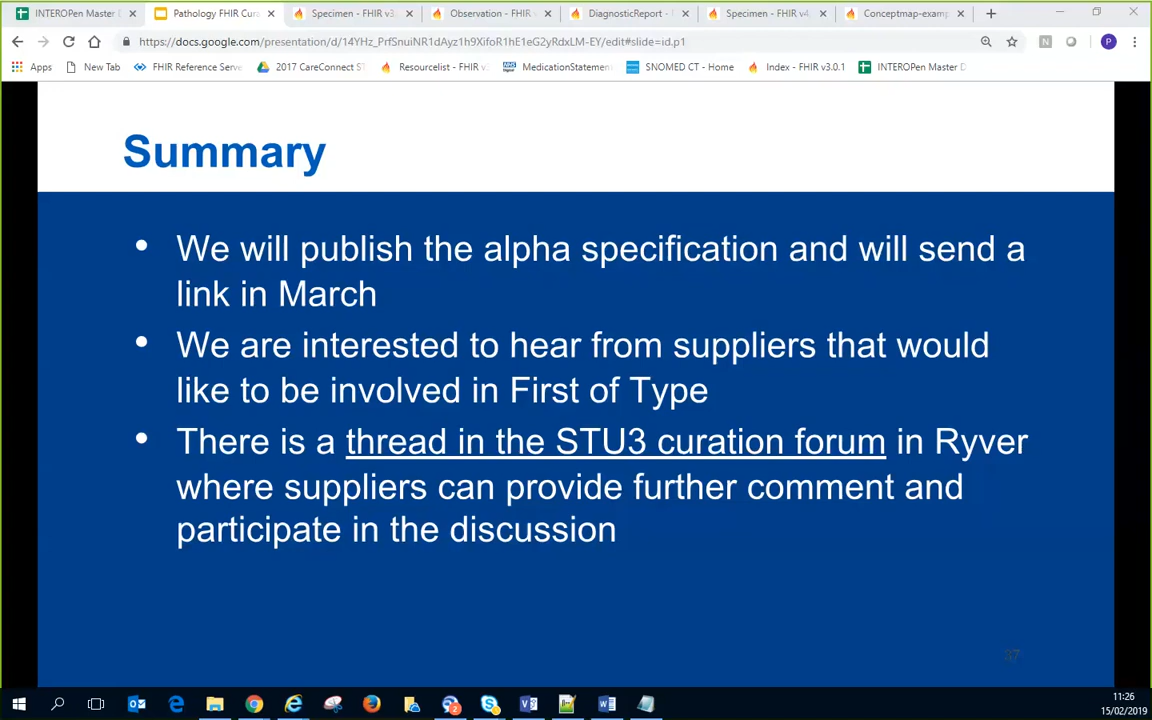 INTEROPen Master D
Pathology FHIR Cura
Specimen - FHIR v3.
Observation - FHIR v
DiagnosticReport -
Specimen - FHIR v4.
Conceptmap-examp
https://docs.google.com/presentation/d/14YHz_PrfSnuiNR1dAyz1h9XifoR1hE1eG2yRdxLM-EY/edit#slide=id.p1
N
P
Apps
New Tab
FHIR Reference Serve
2017 CareConnect ST
Resourcelist - FHIR v
NHS
MedicationStatemen
SNOMED CT - Home
Index - FHIR v3.0.1
INTEROPen Master D
Summary
• We will publish the alpha specification and will send a
link in March
• We are interested to hear from suppliers that would
like to be involved in First of Type
• There is a thread in the STU3 curation forum in Ryver
where suppliers can provide further comment and
participate in the discussion
37
11:26
15/02/2019